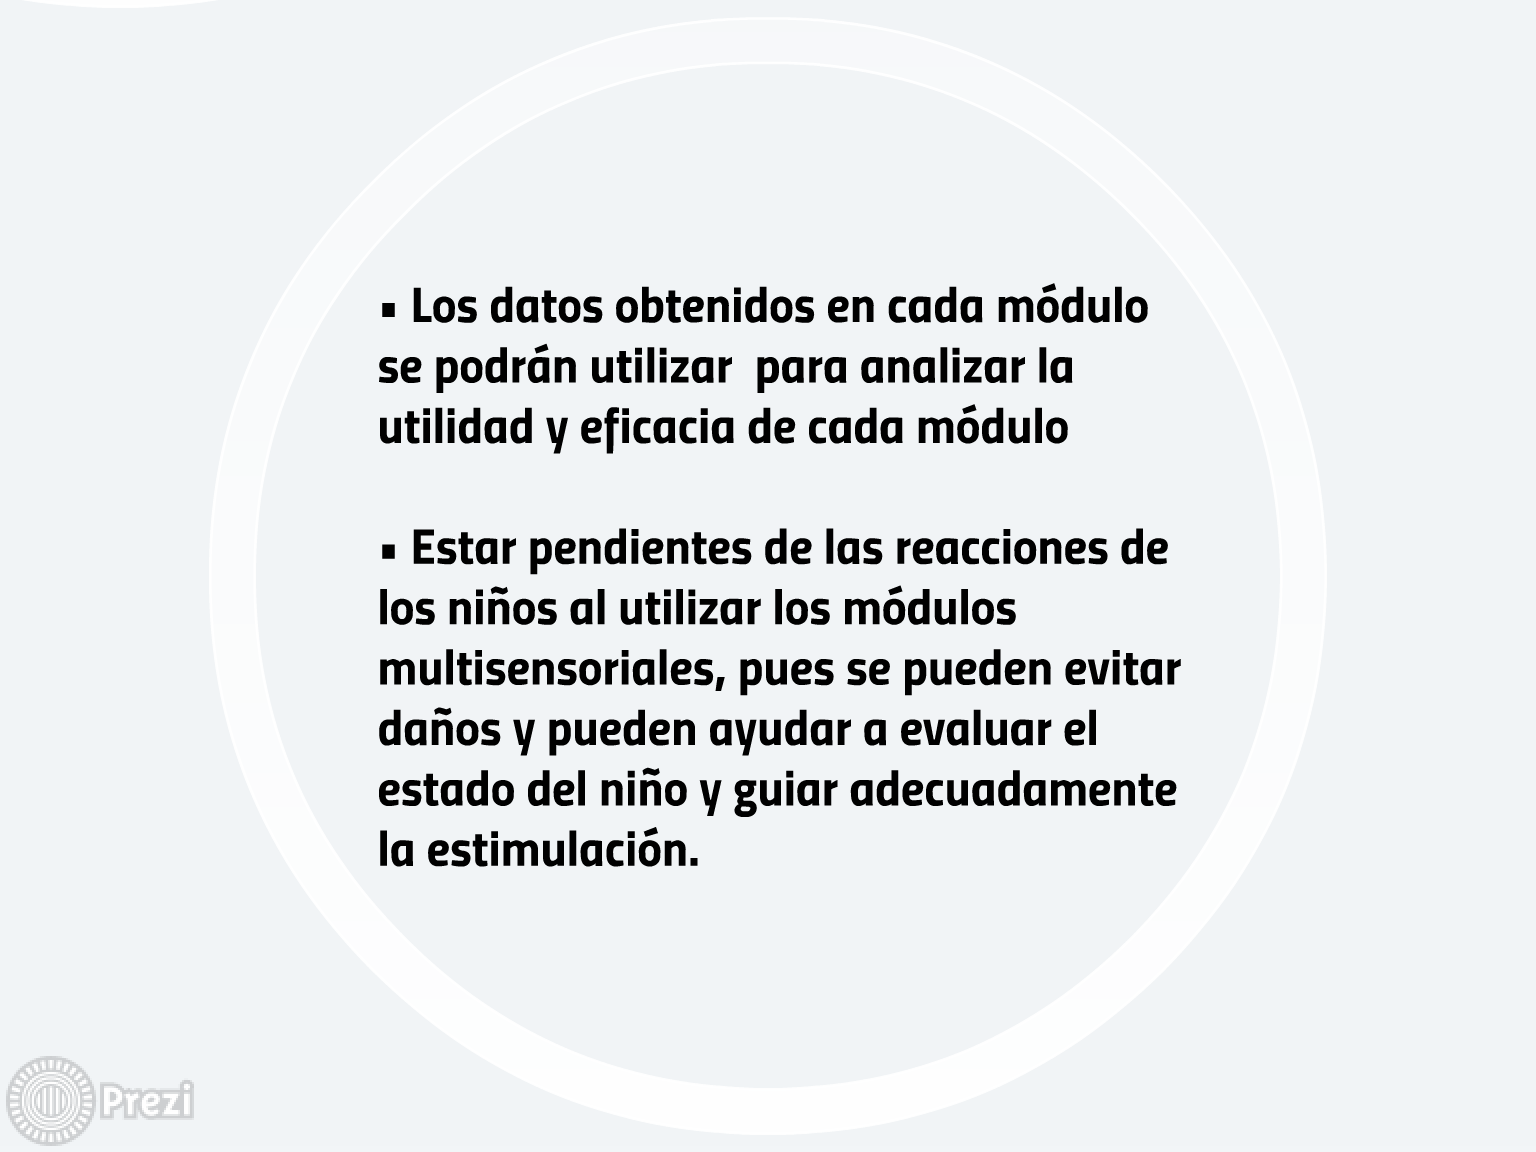 ▪ Los datos obtenidos en cada módulo
se podrán utilizar  para analizar la
utilidad y eficacia de cada módulo
▪ Estar pendientes de las reacciones de
los niños al utilizar los módulos
multisensoriales, pues se pueden evitar
daños y pueden ayudar a evaluar el
estado del niño y guiar adecuadamente
la estimulación.
Prezi